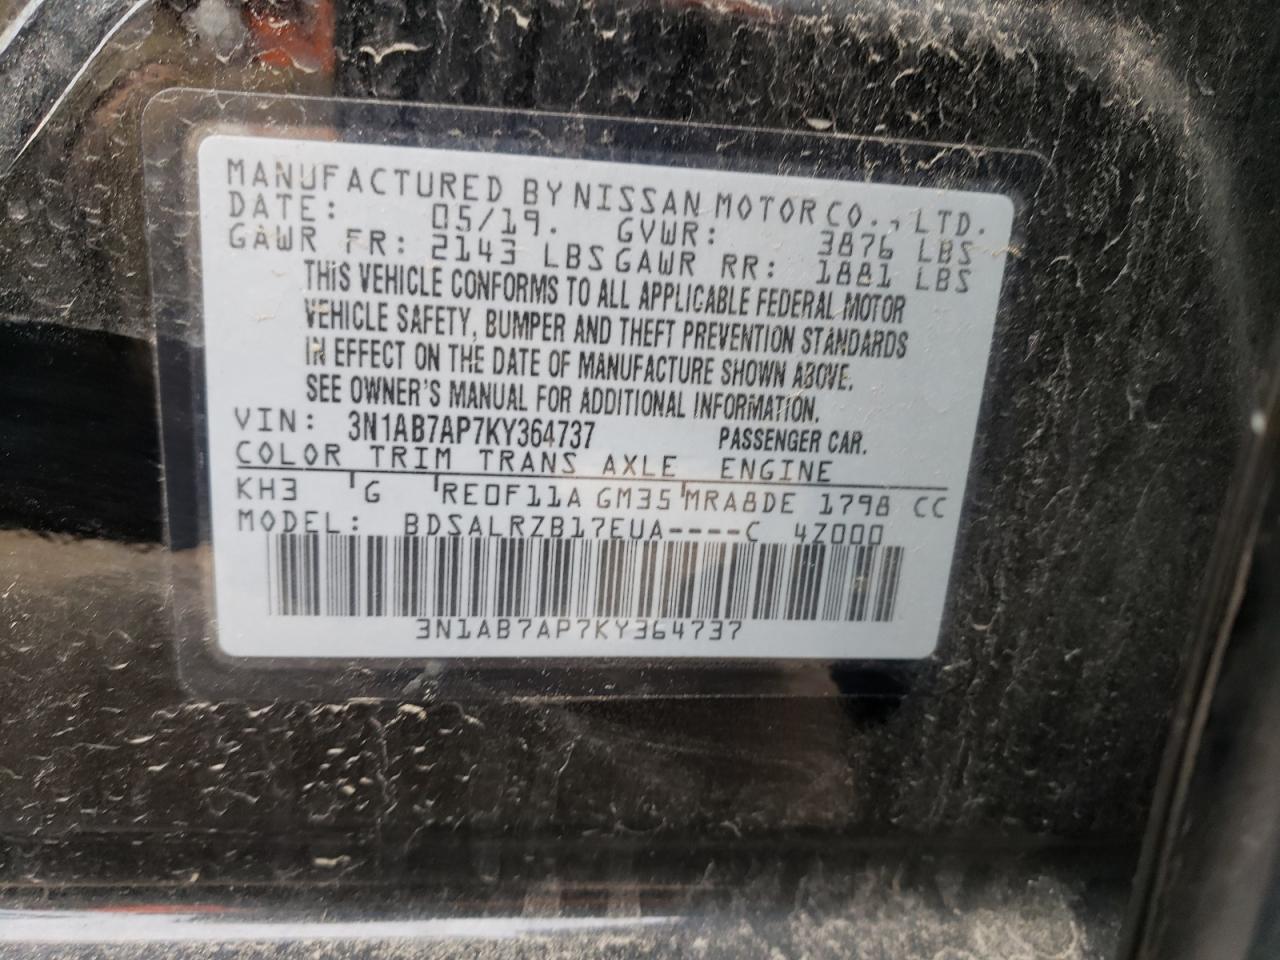 MANUFACTURED BY NISSAN MOTOR CO., LTD.
DATE: 05/19. GVWR: 3876 LBS
GAWR FR: 2143 LBS GAWR RR: 1881 LBS
THIS VEHICLE CONFORMS TO ALL APPLICABLE FEDERAL MOTOR
VEHICLE SAFETY, BUMPER AND THEFT PREVENTION STANDARDS
IN EFFECT ON THE DATE OF MANUFACTURE SHOWN ABOVE.
SEE OWNER'S MANUAL FOR ADDITIONAL INFORMATION.
VIN: 3N1AB7AP7KY364737 PASSENGER CAR.
COLOR TRIM TRANS AXLE ENGINE
KH3 G RE0F11A GM35 MRA8DE 1798 CC
MODEL: BDSALRZB17EUA----C 4Z000
3N1AB7AP7KY364737